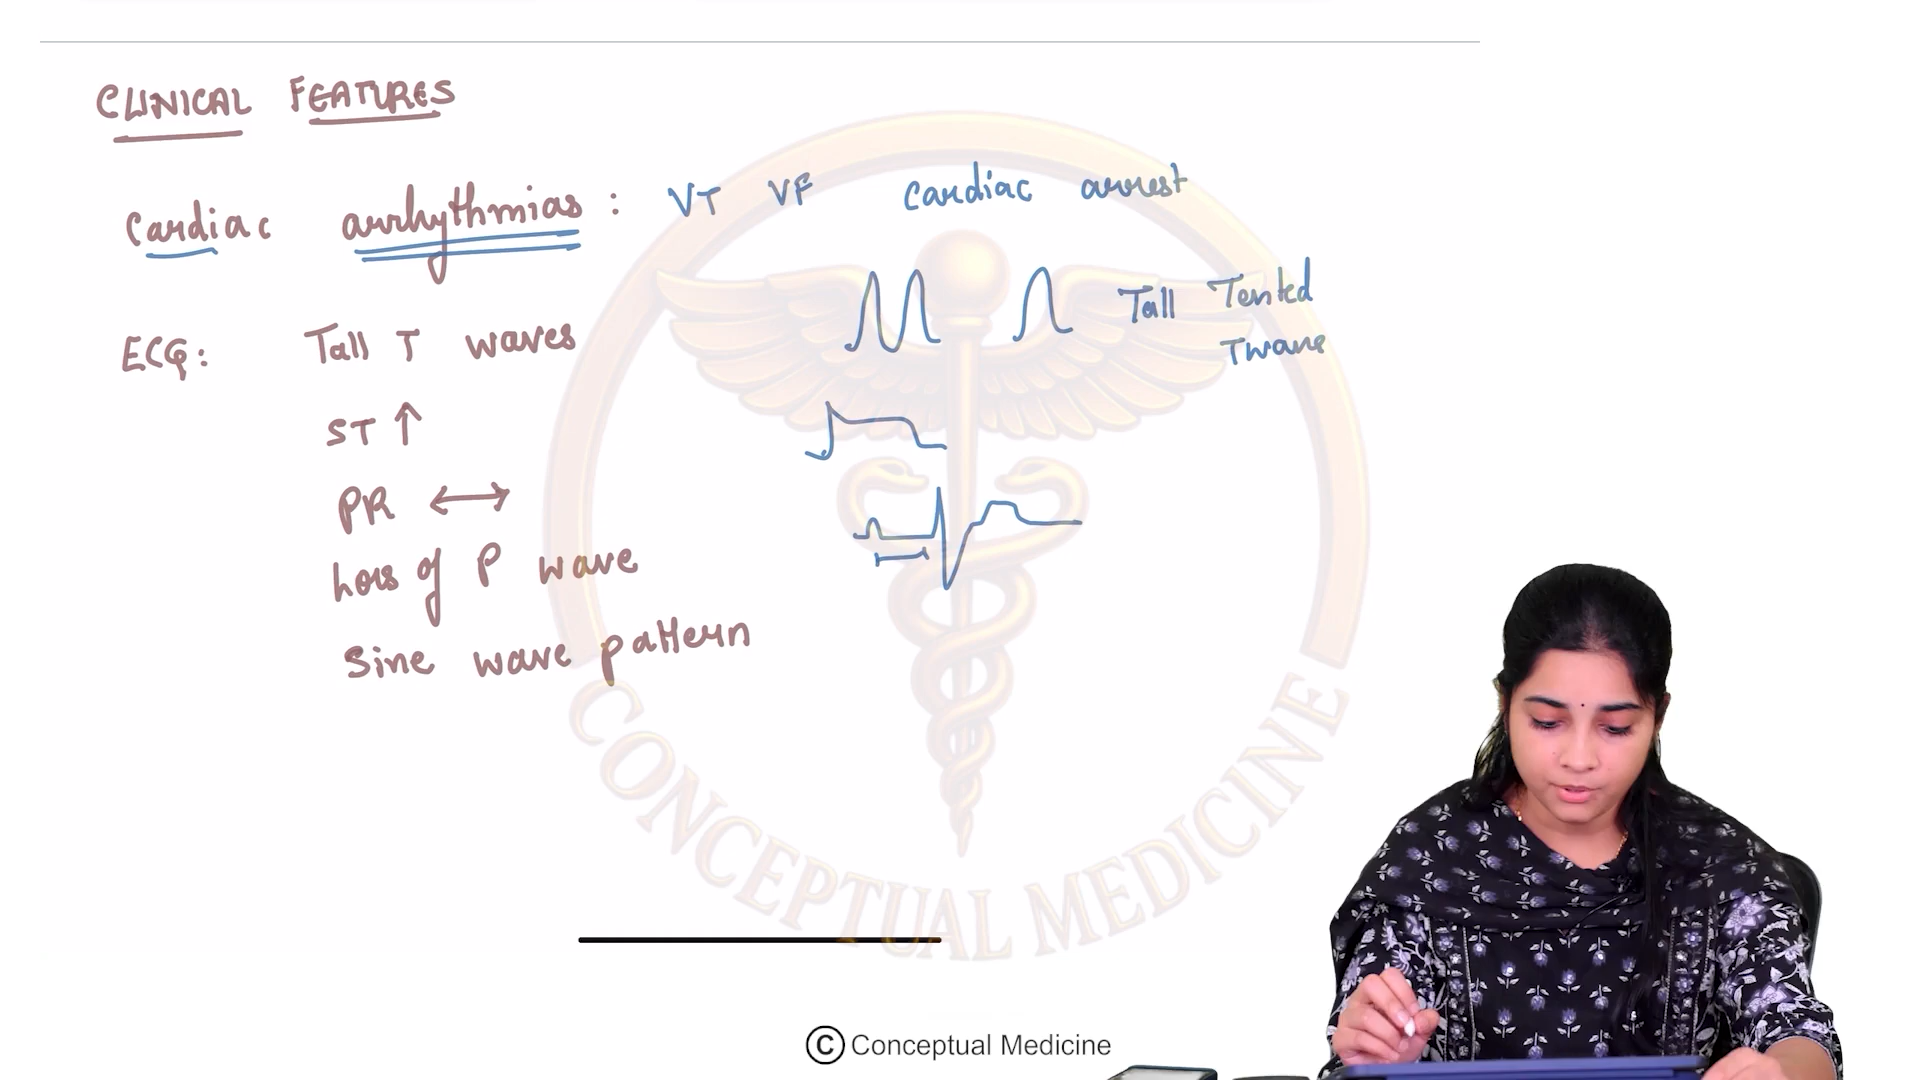 CLINICAL FEATURES
Cardiac arrhythmias : VT VF cardiac arrest
ECG: Tall T waves
Tall Tented
Twave
ST ↑
PR ↔
Loss of P wave
Sine wave pattern
CONCEPTUAL MEDICINE
© Conceptual Medicine